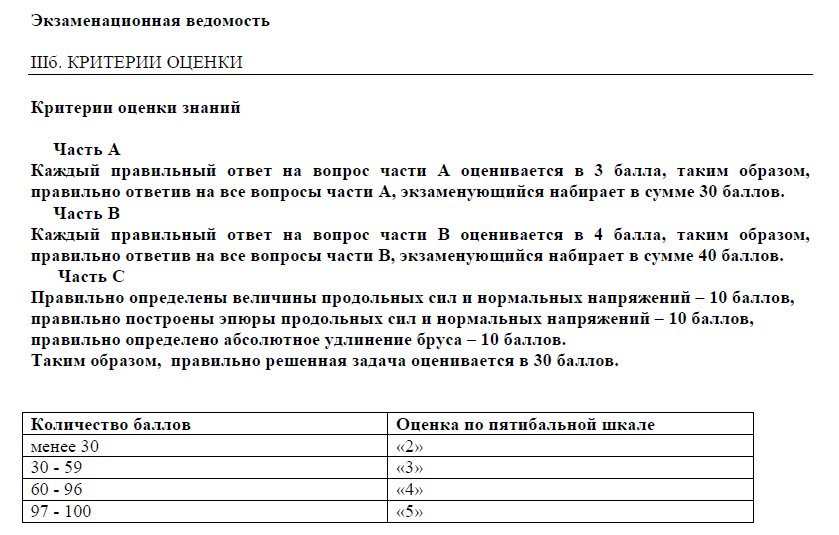 Экзаменационная ведомость
IIIб. КРИТЕРИИ ОЦЕНКИ
Критерии оценки знаний
Часть А
Каждый правильный ответ на вопрос части А оценивается в 3 балла, таким образом,
правильно ответив на все вопросы части А, экзаменующийся набирает в сумме 30 баллов.
Часть В
Каждый правильный ответ на вопрос части В оценивается в 4 балла, таким образом,
правильно ответив на все вопросы части В, экзаменующийся набирает в сумме 40 баллов.
Часть С
Правильно определены величины продольных сил и нормальных напряжений – 10 баллов,
правильно построены эпюры продольных сил и нормальных напряжений – 10 баллов,
правильно определено абсолютное удлинение бруса – 10 баллов.
Таким образом, правильно решенная задача оценивается в 30 баллов.
Количество баллов Оценка по пятибальной шкале
менее 30 «2»
30 - 59 «3»
60 - 96 «4»
97 - 100 «5»